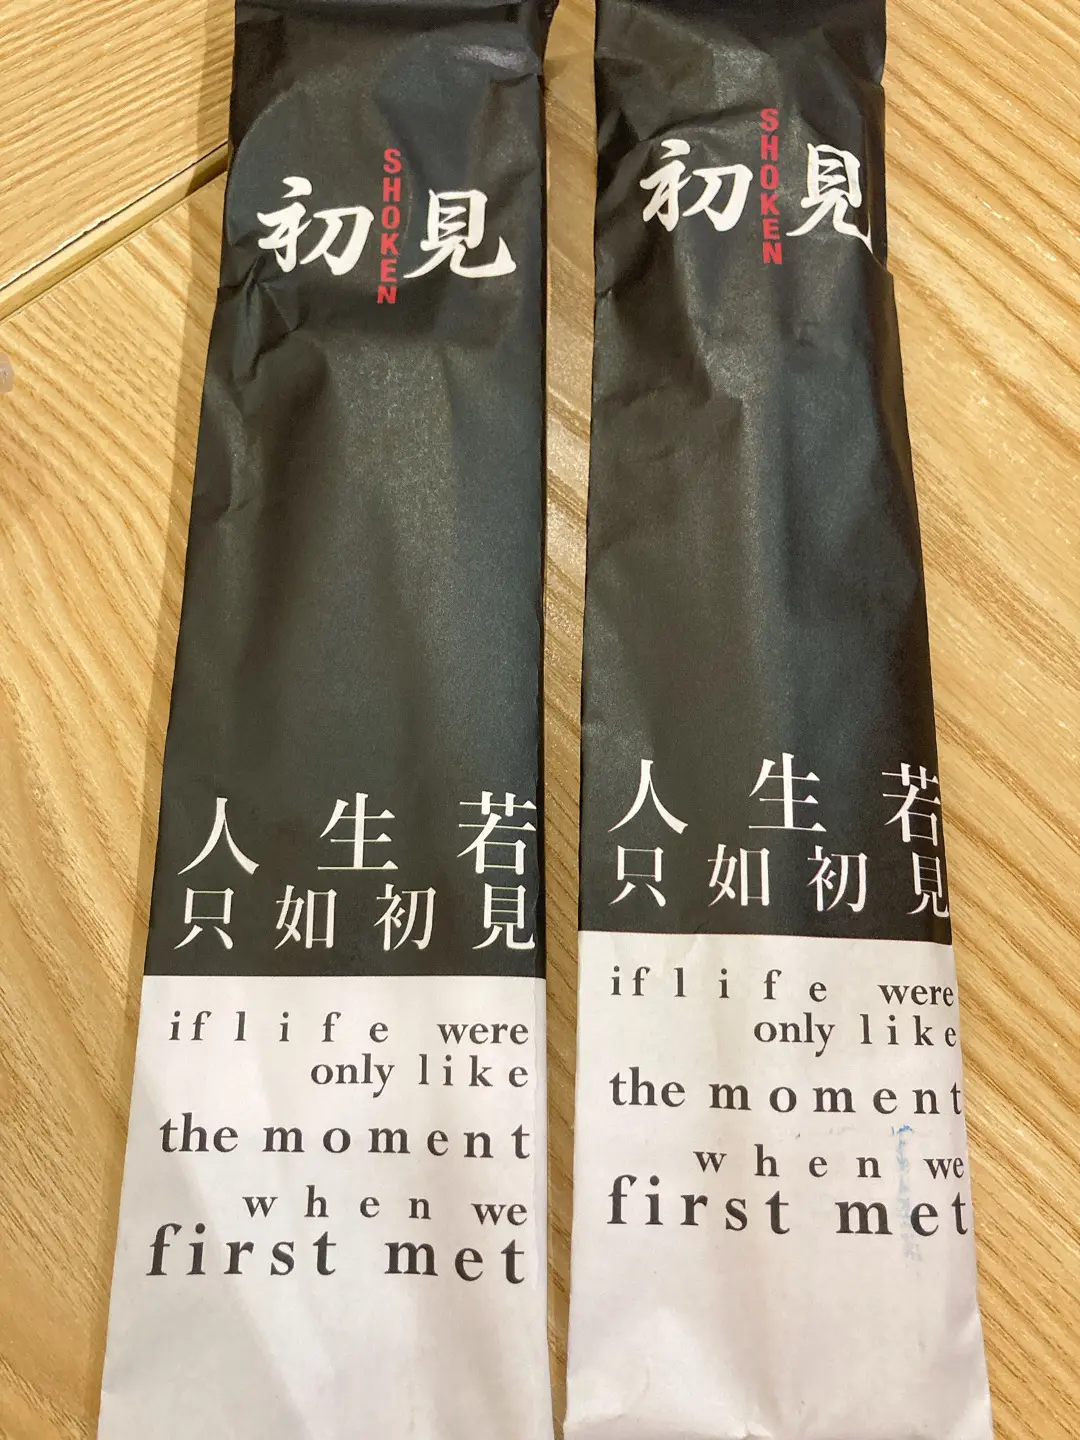 初見
SHOKEN
人生若
只如初見
if life were
only like
the moment
when we
first met
初見
SHOKEN
人生若
只如初見
if life were
only like
the moment
when we
first met